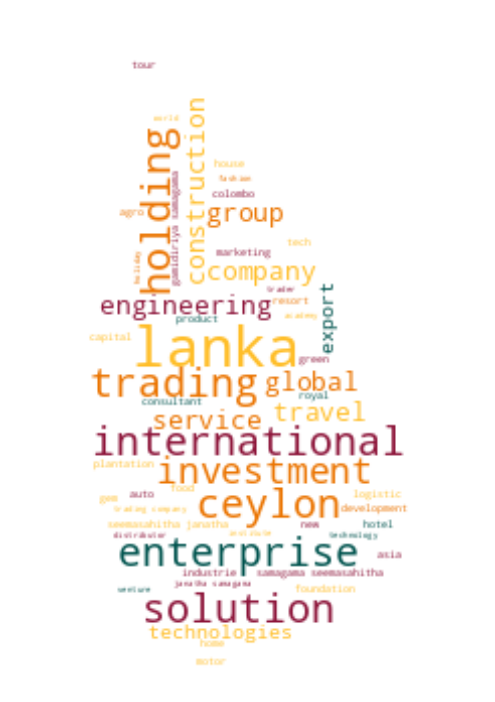 tour
world
holding
construction
house
fashion
gamidiriya samagama
colombo
agro
group
marketing
tech
holiday
company
trader
engineering
resort
export
product
academy
capital
lanka
green
trading
global
consultant
royal
service
travel
international
plantation
investment
gem
auto
food
logistic
trading company
ceylon
development
seemasahitha janatha
new
hotel
distributor
institute
technology
enterprise
asia
industrie
samagama seemasahitha
janatha samagama
venture
foundation
solution
technologies
home
motor